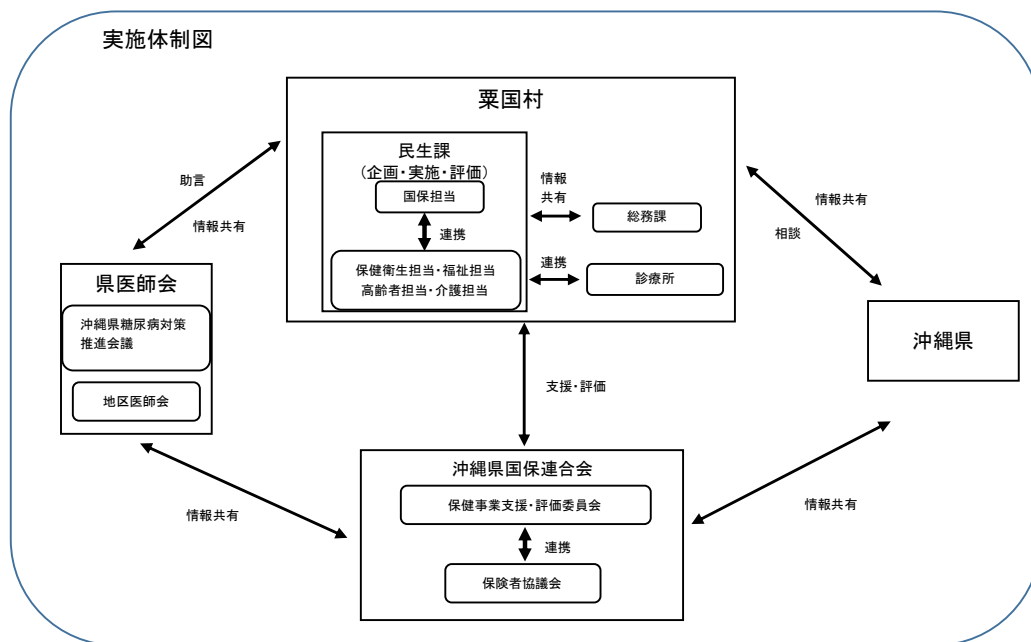 実施体制図
粟国村
民生課
(企画・実施・評価)
国保担当
連携
保健衛生担当・福祉担当
高齢者担当・介護担当
情報
共有
総務課
連携
診療所
助言
情報共有
情報共有
相談
県医師会
沖縄県糖尿病対策
推進会議
地区医師会
沖縄県
支援・評価
沖縄県国保連合会
保健事業支援・評価委員会
連携
保険者協議会
情報共有
情報共有